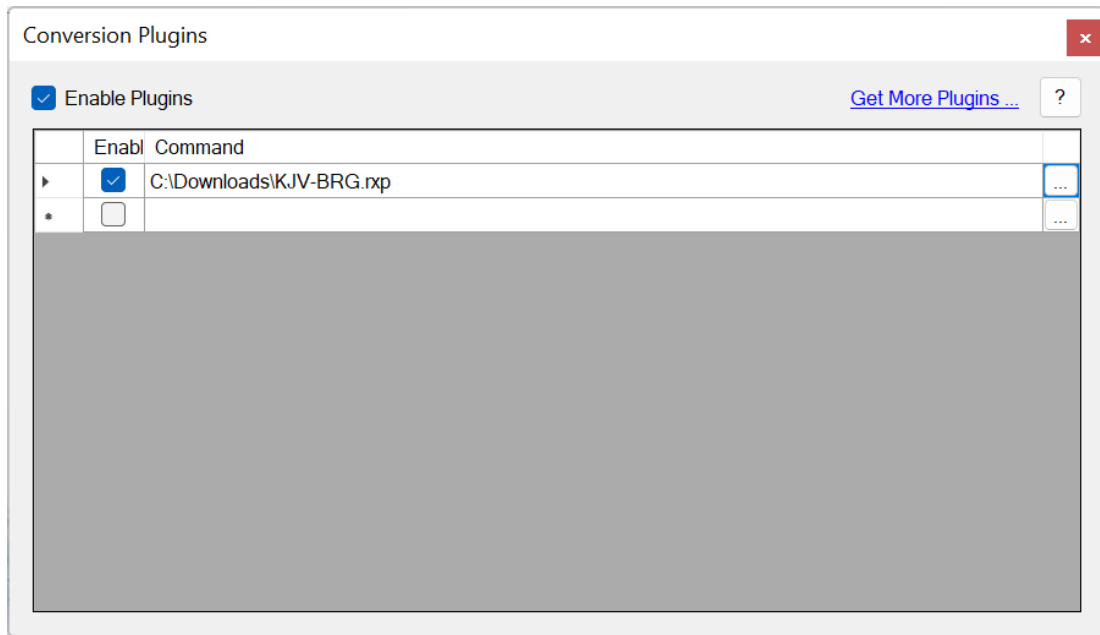 Conversion Plugins
x
Enable Plugins
Get More Plugins ...
?
Enabl Command
C:\Downloads\KJV-BRG.rxp
...
...